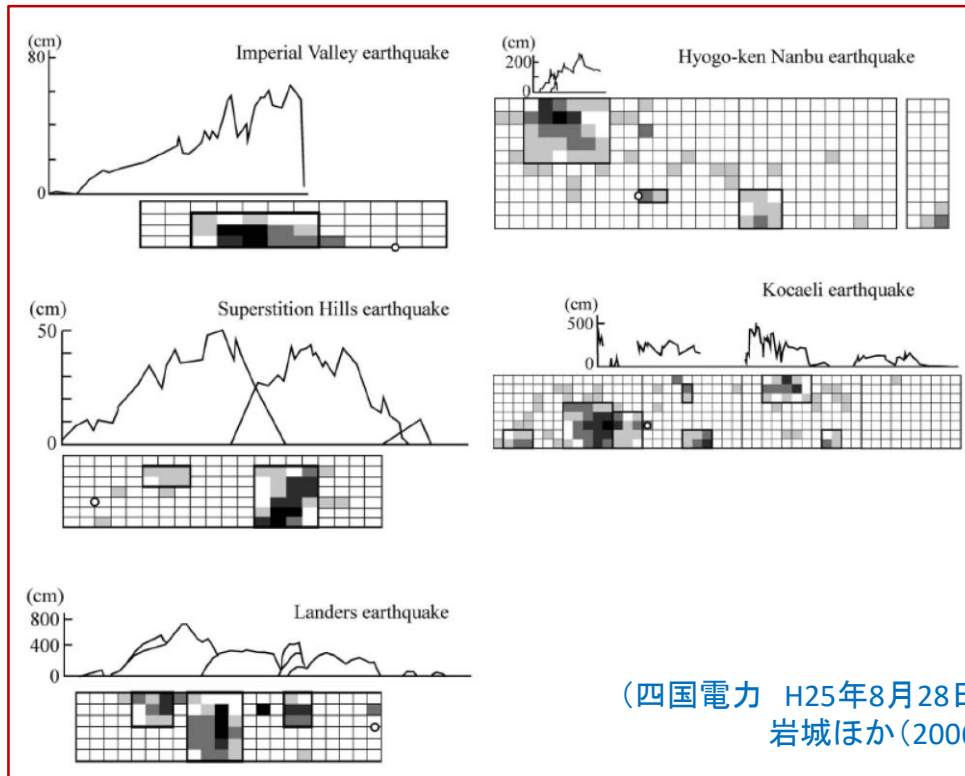 (cm)
80
0
Imperial Valley earthquake
(cm)
200
0
Hyogo-ken Nanbu earthquake
(cm)
50
0
Superstition Hills earthquake
(cm)
500
0
Kocaeli earthquake
(cm)
800
400
0
Landers earthquake
(四国電力 H25年8月28日
岩城ほか(2006